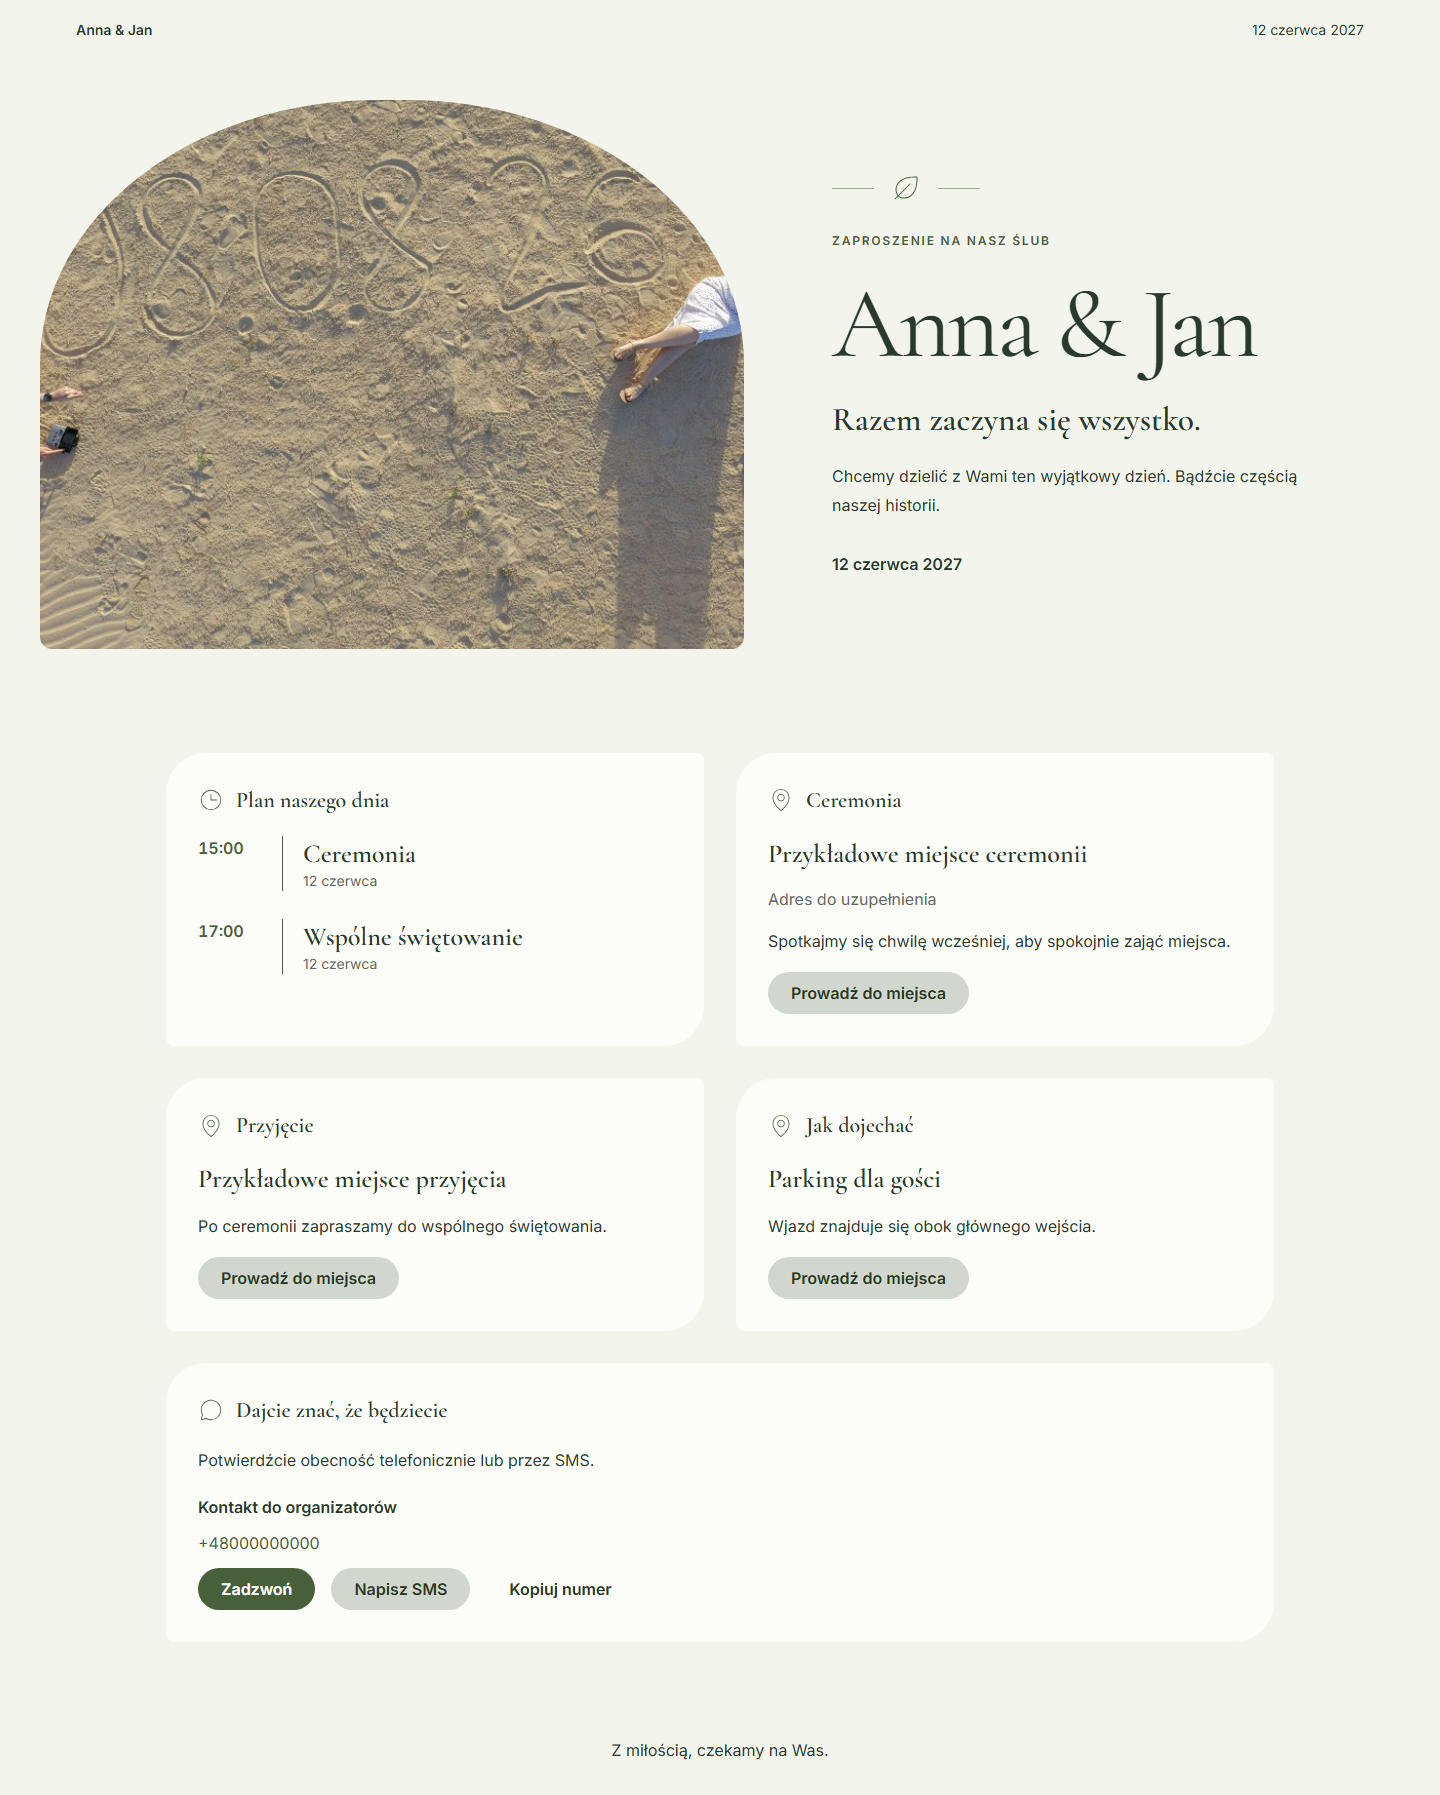 Anna & Jan
12 czerwca 2027
18.08.26
ZAPROSZENIE NA NASZ ŚLUB
Anna & Jan
Razem zaczyna się wszystko.
Chcemy dzielić z Wami ten wyjątkowy dzień. Bądźcie częścią
naszej historii.
12 czerwca 2027
Plan naszego dnia
15:00
Ceremonia
12 czerwca
17:00
Wspólne świętowanie
12 czerwca
Ceremonia
Przykładowe miejsce ceremonii
Adres do uzupełnienia
Spotkajmy się chwilę wcześniej, aby spokojnie zająć miejsca.
Prowadź do miejsca
Przyjęcie
Przykładowe miejsce przyjęcia
Po ceremonii zapraszamy do wspólnego świętowania.
Prowadź do miejsca
Jak dojechać
Parking dla gości
Wjazd znajduje się obok głównego wejścia.
Prowadź do miejsca
Dajcie znać, że będziecie
Potwierdźcie obecność telefonicznie lub przez SMS.
Kontakt do organizatorów
+48000000000
Zadzwoń
Napisz SMS
Kopiuj numer
Z miłością, czekamy na Was.